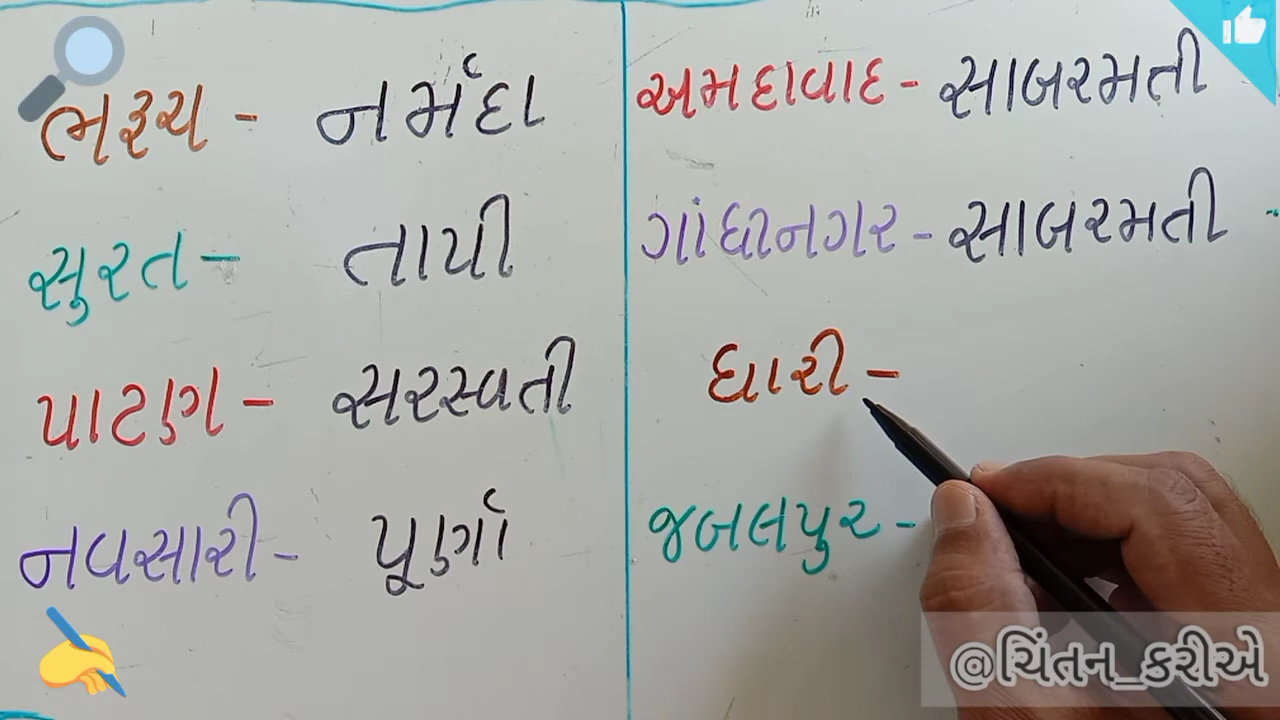 ભરૂચ - નર્મદા
સુરત - તાપી
પાટણ - સરસ્વતી
નવસારી - પૂર્ણા
અમદાવાદ - સાબરમતી
ગાંધીનગર - સાબરમતી
ધારી -
જબલપુર -
@ચિંતન_કરીએ